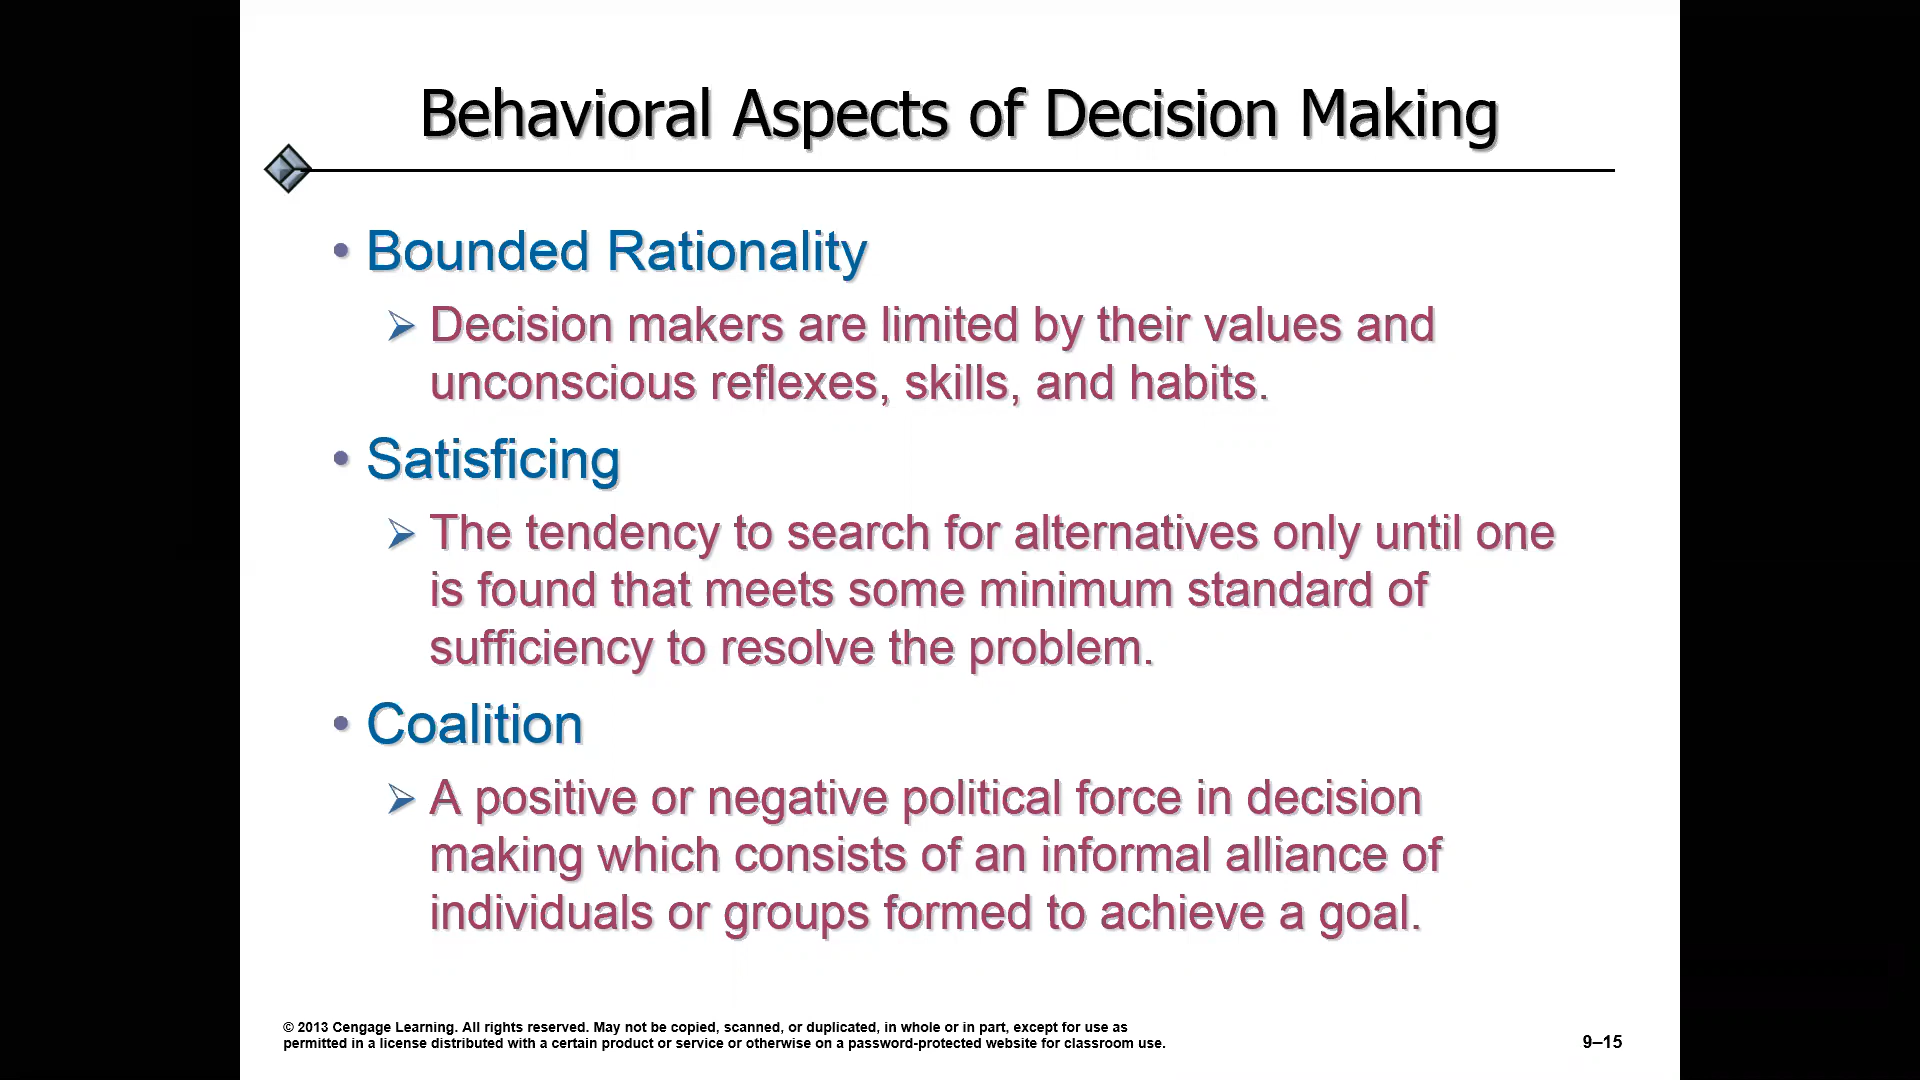 Behavioral Aspects of Decision Making
• Bounded Rationality
➢ Decision makers are limited by their values and
unconscious reflexes, skills, and habits.
• Satisficing
➢ The tendency to search for alternatives only until one
is found that meets some minimum standard of
sufficiency to resolve the problem.
• Coalition
➢ A positive or negative political force in decision
making which consists of an informal alliance of
individuals or groups formed to achieve a goal.
© 2013 Cengage Learning. All rights reserved. May not be copied, scanned, or duplicated, in whole or in part, except for use as
permitted in a license distributed with a certain product or service or otherwise on a password-protected website for classroom use.
9–15